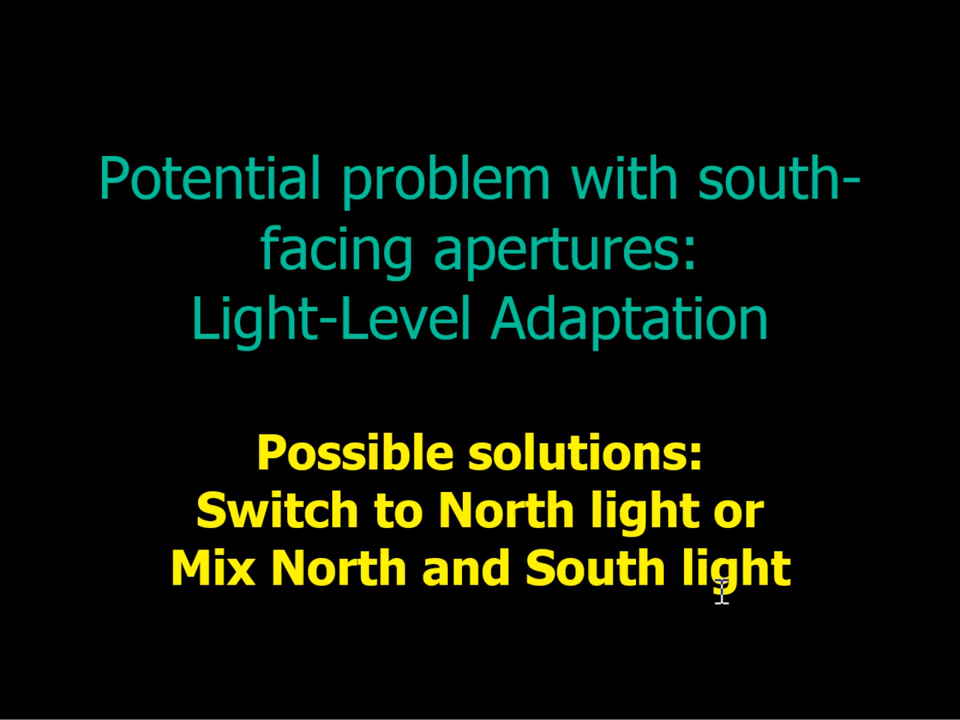 Potential problem with south-
facing apertures:
Light-Level Adaptation
Possible solutions:
Switch to North light or
Mix North and South light